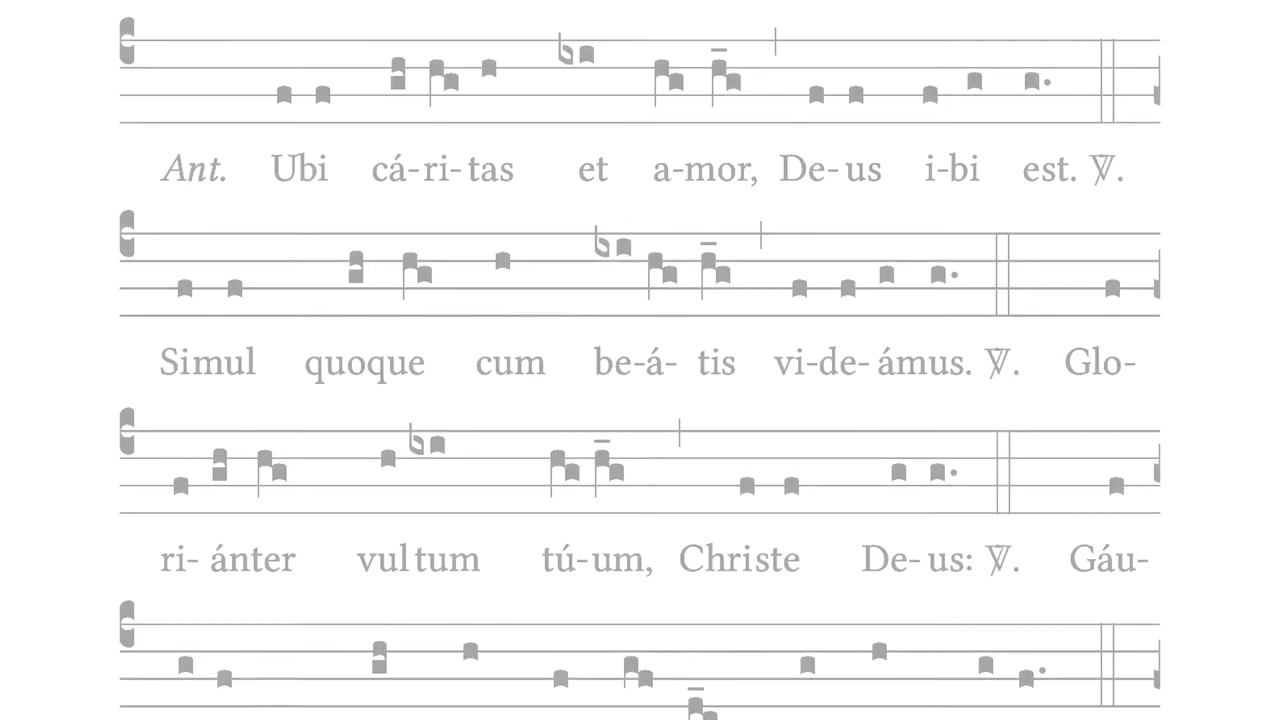 Ant. Ubi cá-ri-tas et a-mor, De-us i-bi est. ℣.
Simul quoque cum be-á- tis vi-de-ámus. ℣. Glo-
ri- ánter vultum tú-um, Christe De-us: ℣. Gáu-